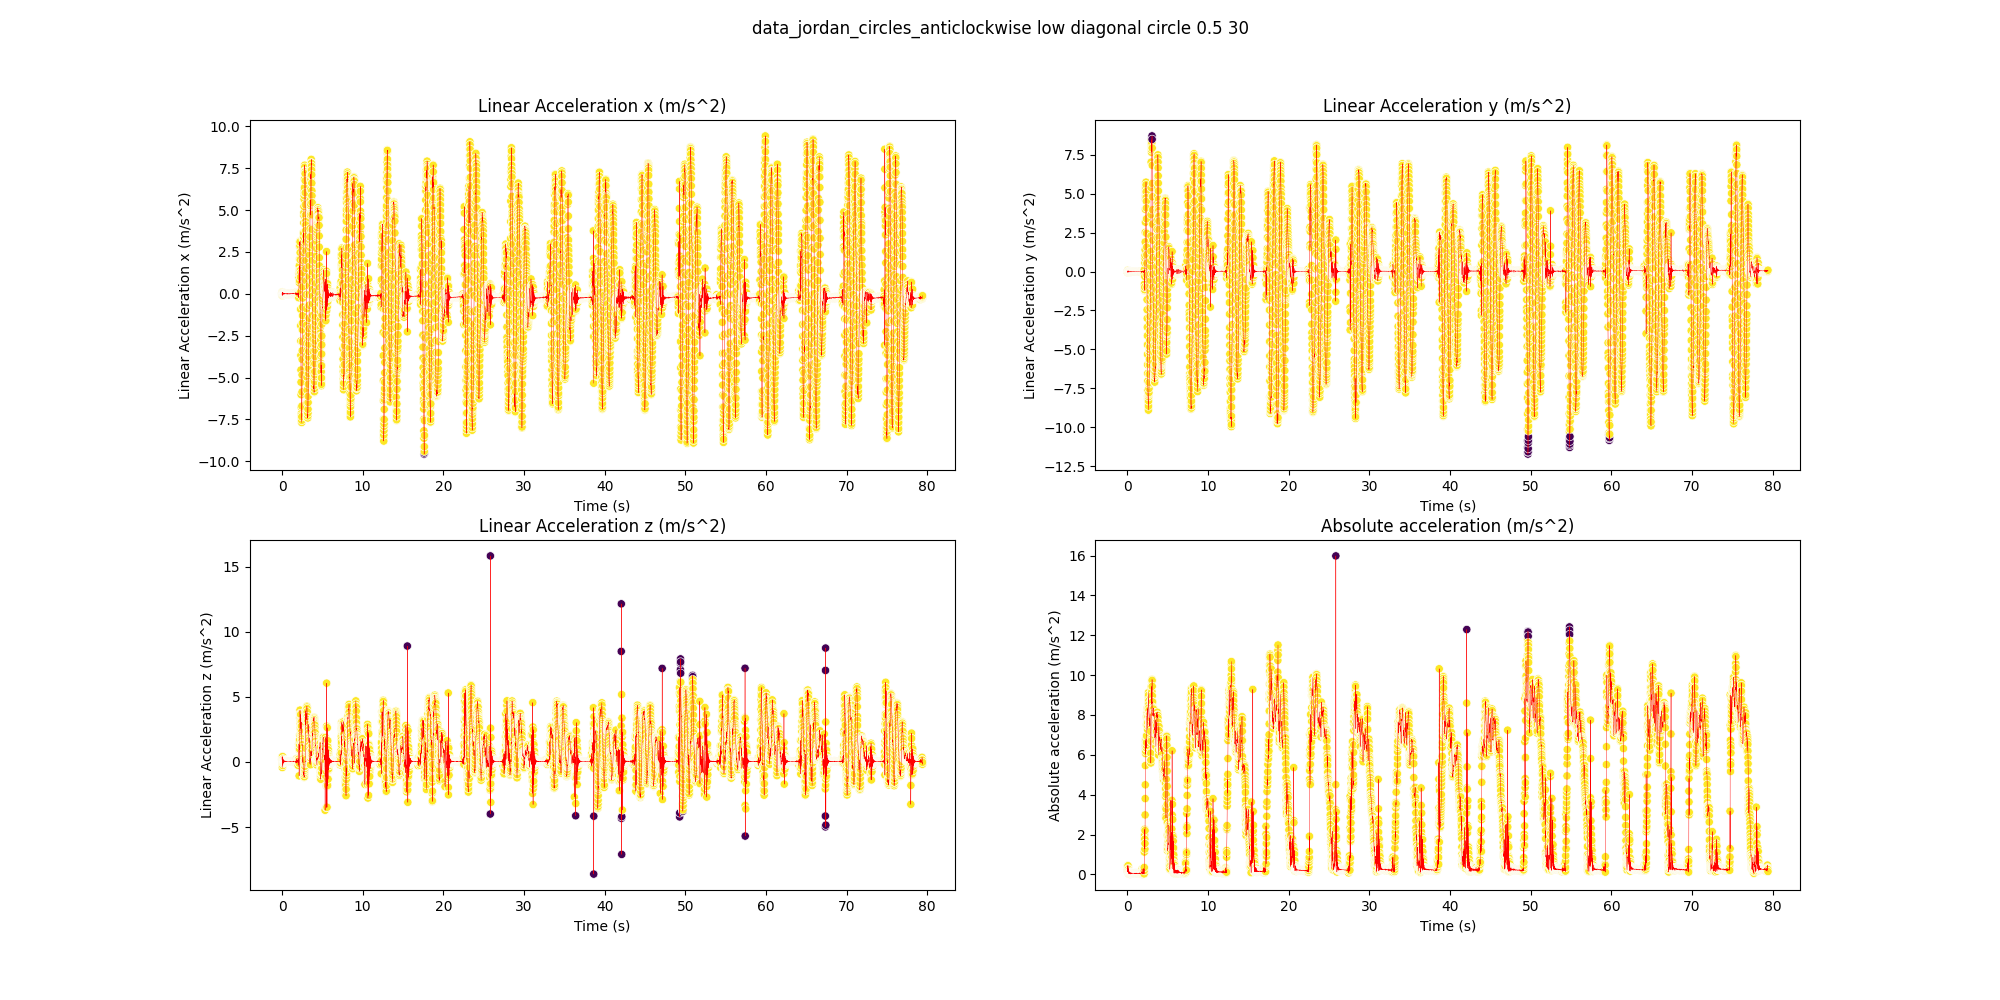 data_jordan_circles_anticlockwise low diagonal circle 0.5 30
Linear Acceleration x (m/s^2)
Linear Acceleration x (m/s^2)
10.0
7.5
5.0
2.5
0.0
−2.5
−5.0
−7.5
−10.0
0 10 20 30 40 50 60 70 80
Time (s)
Linear Acceleration y (m/s^2)
Linear Acceleration y (m/s^2)
7.5
5.0
2.5
0.0
−2.5
−5.0
−7.5
−10.0
−12.5
0 10 20 30 40 50 60 70 80
Time (s)
Linear Acceleration z (m/s^2)
Linear Acceleration z (m/s^2)
15
10
5
0
−5
0 10 20 30 40 50 60 70 80
Time (s)
Absolute acceleration (m/s^2)
Absolute acceleration (m/s^2)
16
14
12
10
8
6
4
2
0
0 10 20 30 40 50 60 70 80
Time (s)